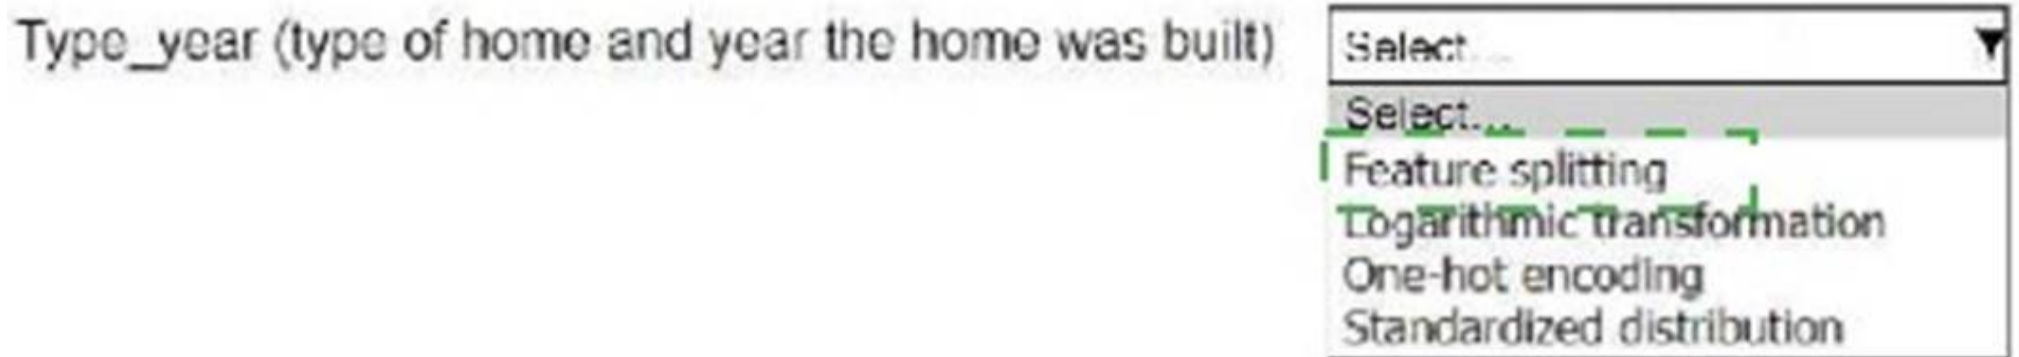 Type_year (type of home and year the home was built)
Select...
Select...
Feature splitting
Logarithmic transformation
One-hot encoding
Standardized distribution